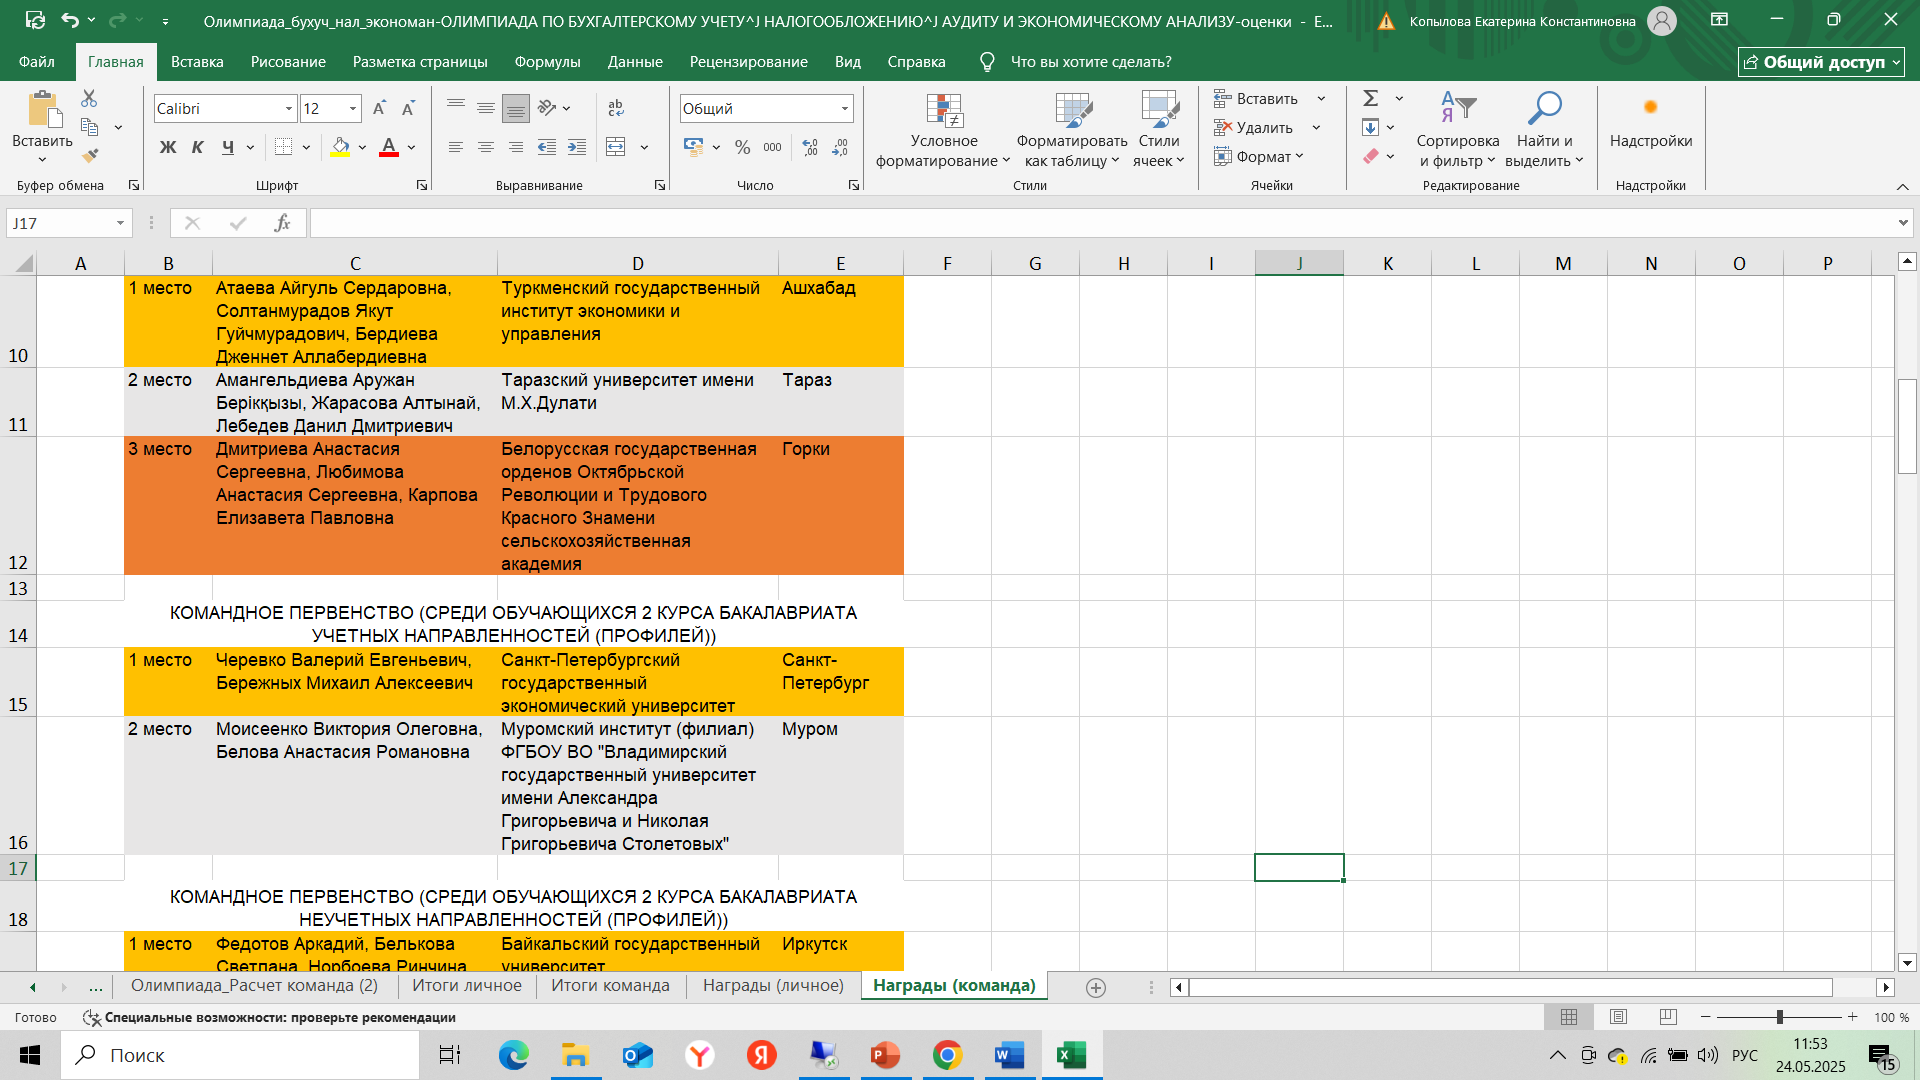 Олимпиада_бухуч_нал_экономан-ОЛИМПИАДА ПО БУХГАЛТЕРСКОМУ УЧЕТУ^J НАЛОГООБЛОЖЕНИЮ^J АУДИТУ И ЭКОНОМИЧЕСКОМУ АНАЛИЗУ-оценки - E...
Копылова Екатерина Константиновна
Файл Главная Вставка Рисование Разметка страницы Формулы Данные Рецензирование Вид Справка Что вы хотите сделать? Общий доступ
Вставить
Буфер обмена
Calibri 12
Ж К Ч А
Шрифт
ab
Выравнивание
Общий
% 000
Число
Условное форматирование
Форматировать как таблицу
Стили ячеек
Стили
Вставить
Удалить
Формат
Ячейки
Сортировка и фильтр
Найти и выделить
Редактирование
Надстройки
Надстройки
J17 fx
A B C D E F G H I J K L M N O P
10
1 место
Атаева Айгуль Сердаровна,
Солтанмурадов Якут
Гуйчмурадович, Бердиева
Дженнет Аллабердиевна
Туркменский государственный
институт экономики и
управления
Ашхабад
11
2 место
Амангельдиева Аружан
Берікқызы, Жарасова Алтынай,
Лебедев Данил Дмитриевич
Таразский университет имени
М.Х.Дулати
Тараз
12
3 место
Дмитриева Анастасия
Сергеевна, Любимова
Анастасия Сергеевна, Карпова
Елизавета Павловна
Белорусская государственная
орденов Октябрьской
Революции и Трудового
Красного Знамени
сельскохозяйственная
академия
Горки
13
14
КОМАНДНОЕ ПЕРВЕНСТВО (СРЕДИ ОБУЧАЮЩИХСЯ 2 КУРСА БАКАЛАВРИАТА
УЧЕТНЫХ НАПРАВЛЕННОСТЕЙ (ПРОФИЛЕЙ))
15
1 место
Черевко Валерий Евгеньевич,
Бережных Михаил Алексеевич
Санкт-Петербургский
государственный
экономический университет
Санкт-
Петербург
16
2 место
Моисеенко Виктория Олеговна,
Белова Анастасия Романовна
Муромский институт (филиал)
ФГБОУ ВО "Владимирский
государственный университет
имени Александра
Григорьевича и Николая
Григорьевича Столетовых"
Муром
17
18
КОМАНДНОЕ ПЕРВЕНСТВО (СРЕДИ ОБУЧАЮЩИХСЯ 2 КУРСА БАКАЛАВРИАТА
НЕУЧЕТНЫХ НАПРАВЛЕННОСТЕЙ (ПРОФИЛЕЙ))
1 место
Федотов Аркадий, Белькова
Светлана, Норбоева Ринчина
Байкальский государственный
университет
Иркутск
... Олимпиада_Расчет команда (2) Итоги личное Итоги команда Награды (личное) Награды (команда)
Готово Специальные возможности: проверьте рекомендации 100 %
Поиск
РУС
11:53
24.05.2025
15